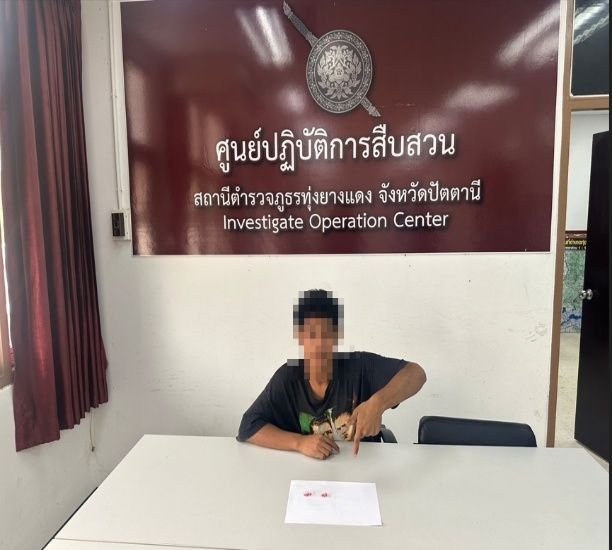 ศูนย์ปฏิบัติการสืบสวน
สถานีตำรวจภูธรทุ่งยางแดง จังหวัดปัตตานี
Investigate Operation Center